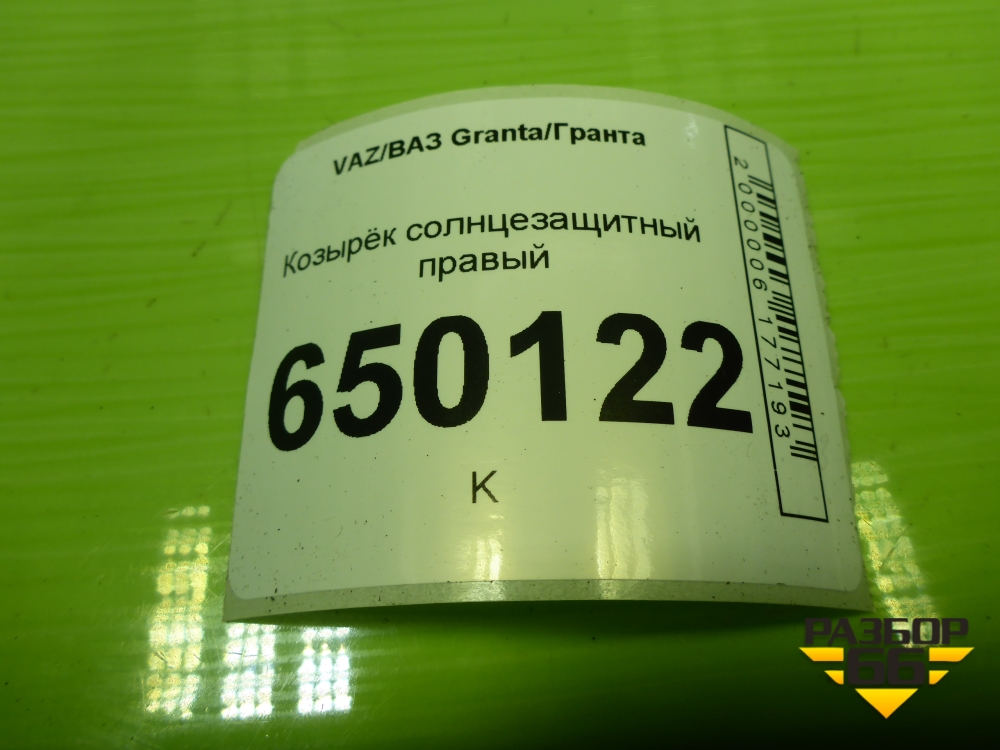 VAZ/ВАЗ Granta/Гранта
Козырёк солнцезащитный
правый
650122
К
2000006177193
РАЗБОР
66